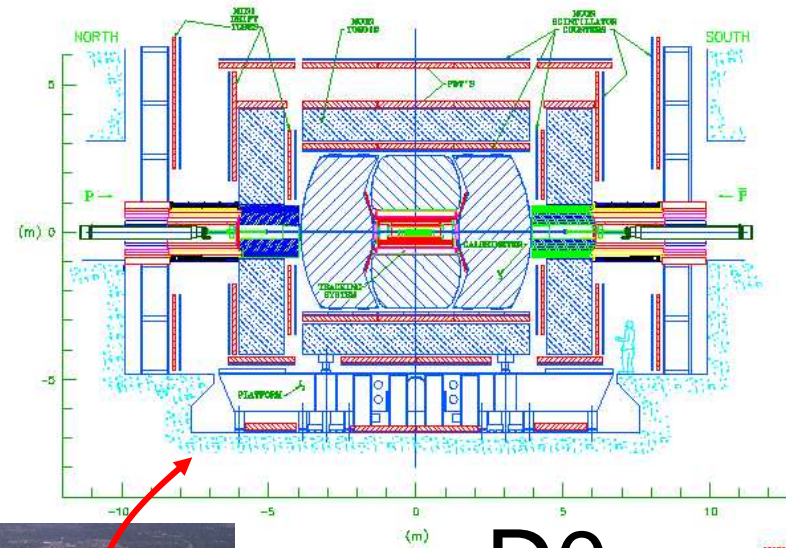 MINI
DRIFT
TUBES
MUON
TOROID
MUON
SCINTILLATOR
COUNTERS
NORTH
SOUTH
5
PDT'S
P →
← P̄
(m) 0
CALORIMETER
TRACKING
SYSTEM
-5
PLATFORM
-10
-5
0
5
10
(m)